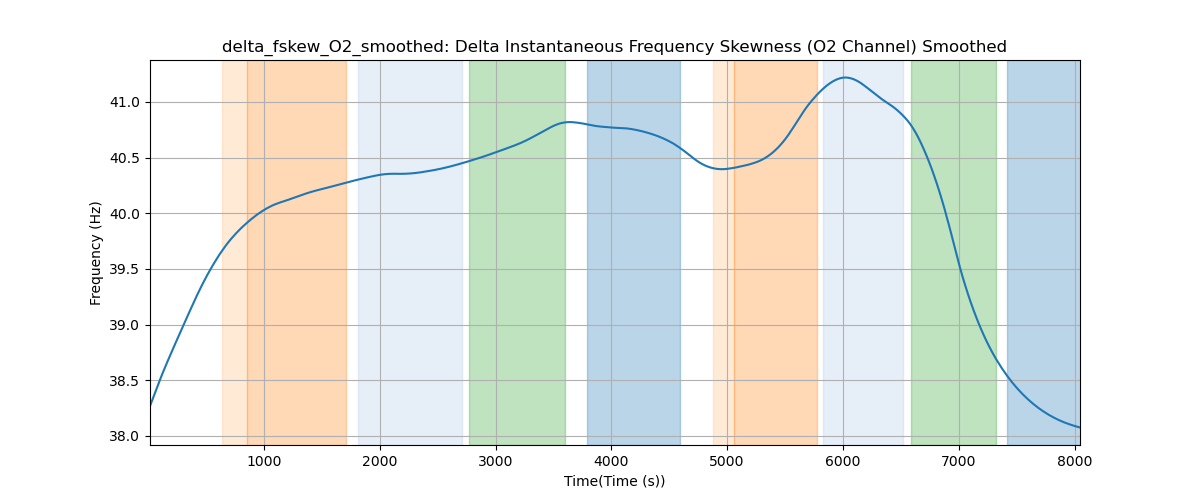 delta_fskew_O2_smoothed: Delta Instantaneous Frequency Skewness (O2 Channel) Smoothed
Frequency (Hz)
41.0
40.5
40.0
39.5
39.0
38.5
38.0
1000 2000 3000 4000 5000 6000 7000 8000
Time(Time (s))